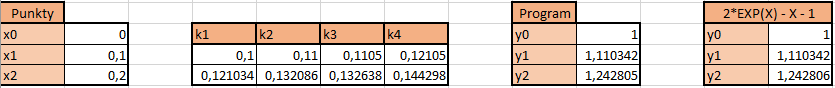 Punkty Program 2*EXP(X) - X - 1
x0 0 k1 k2 k3 k4 y0 1 y0 1
x1 0,1 0,1 0,11 0,1105 0,12105 y1 1,110342 y1 1,110342
x2 0,2 0,121034 0,132086 0,132638 0,144298 y2 1,242805 y2 1,242806